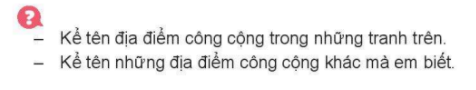 ?
– Kể tên địa điểm công cộng trong những tranh trên.
– Kể tên những địa điểm công cộng khác mà em biết.